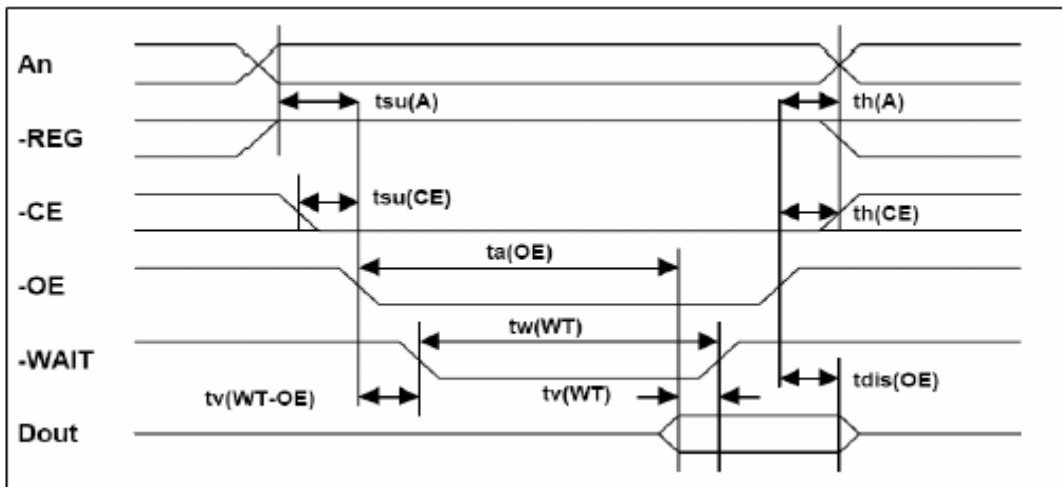 An
tsu(A)
th(A)
-REG
-CE
tsu(CE)
th(CE)
ta(OE)
-OE
tw(WT)
-WAIT
tv(WT-OE)
tv(WT)
tdis(OE)
Dout